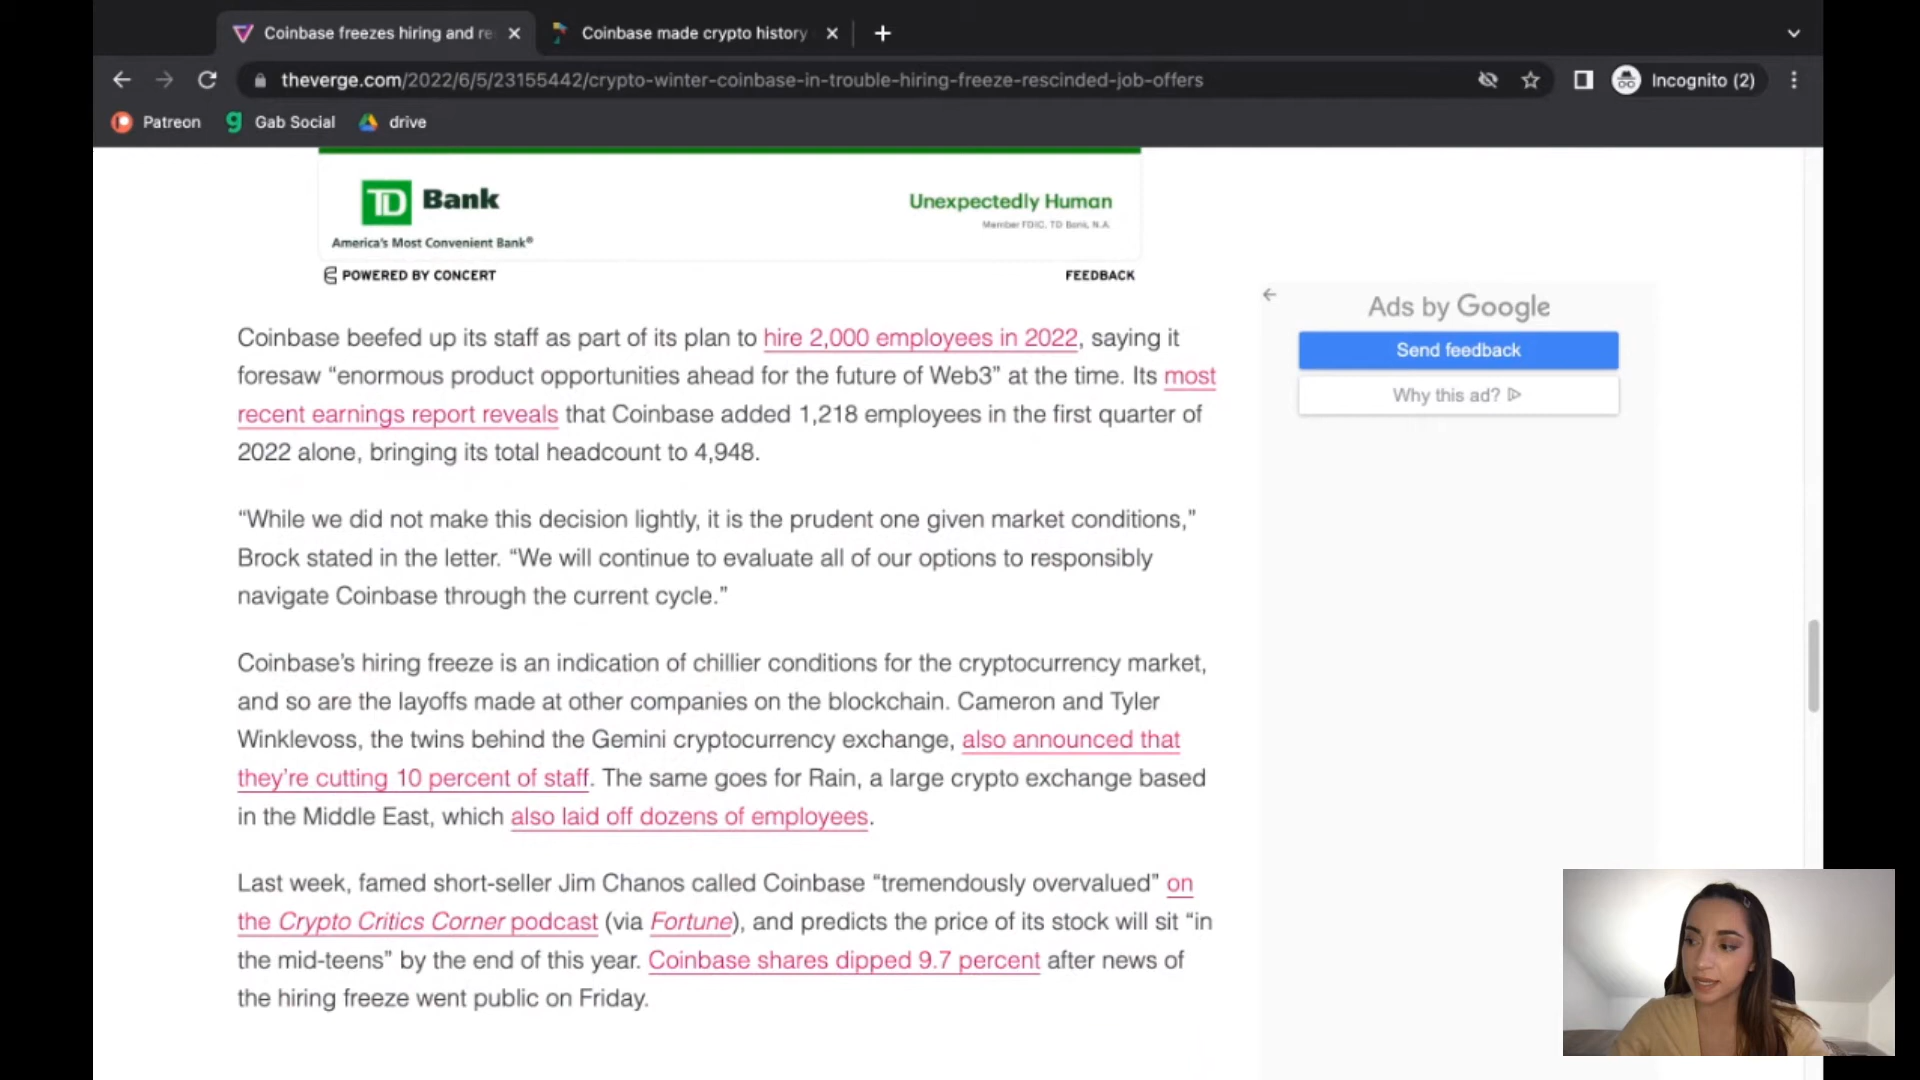 Coinbase freezes hiring and re
Coinbase made crypto history
theverge.com/2022/6/5/23155442/crypto-winter-coinbase-in-trouble-hiring-freeze-rescinded-job-offers
Incognito (2)
Patreon
Gab Social
drive
TD Bank
Unexpectedly Human
Member FDIC, TD Bank, N.A.
America's Most Convenient Bank®
POWERED BY CONCERT
FEEDBACK
Ads by Google
Send feedback
Why this ad?
Coinbase beefed up its staff as part of its plan to hire 2,000 employees in 2022, saying it
foresaw “enormous product opportunities ahead for the future of Web3” at the time. Its most
recent earnings report reveals that Coinbase added 1,218 employees in the first quarter of
2022 alone, bringing its total headcount to 4,948.
“While we did not make this decision lightly, it is the prudent one given market conditions,”
Brock stated in the letter. “We will continue to evaluate all of our options to responsibly
navigate Coinbase through the current cycle.”
Coinbase’s hiring freeze is an indication of chillier conditions for the cryptocurrency market,
and so are the layoffs made at other companies on the blockchain. Cameron and Tyler
Winklevoss, the twins behind the Gemini cryptocurrency exchange, also announced that
they’re cutting 10 percent of staff. The same goes for Rain, a large crypto exchange based
in the Middle East, which also laid off dozens of employees.
Last week, famed short-seller Jim Chanos called Coinbase “tremendously overvalued” on
the Crypto Critics Corner podcast (via Fortune), and predicts the price of its stock will sit “in
the mid-teens” by the end of this year. Coinbase shares dipped 9.7 percent after news of
the hiring freeze went public on Friday.